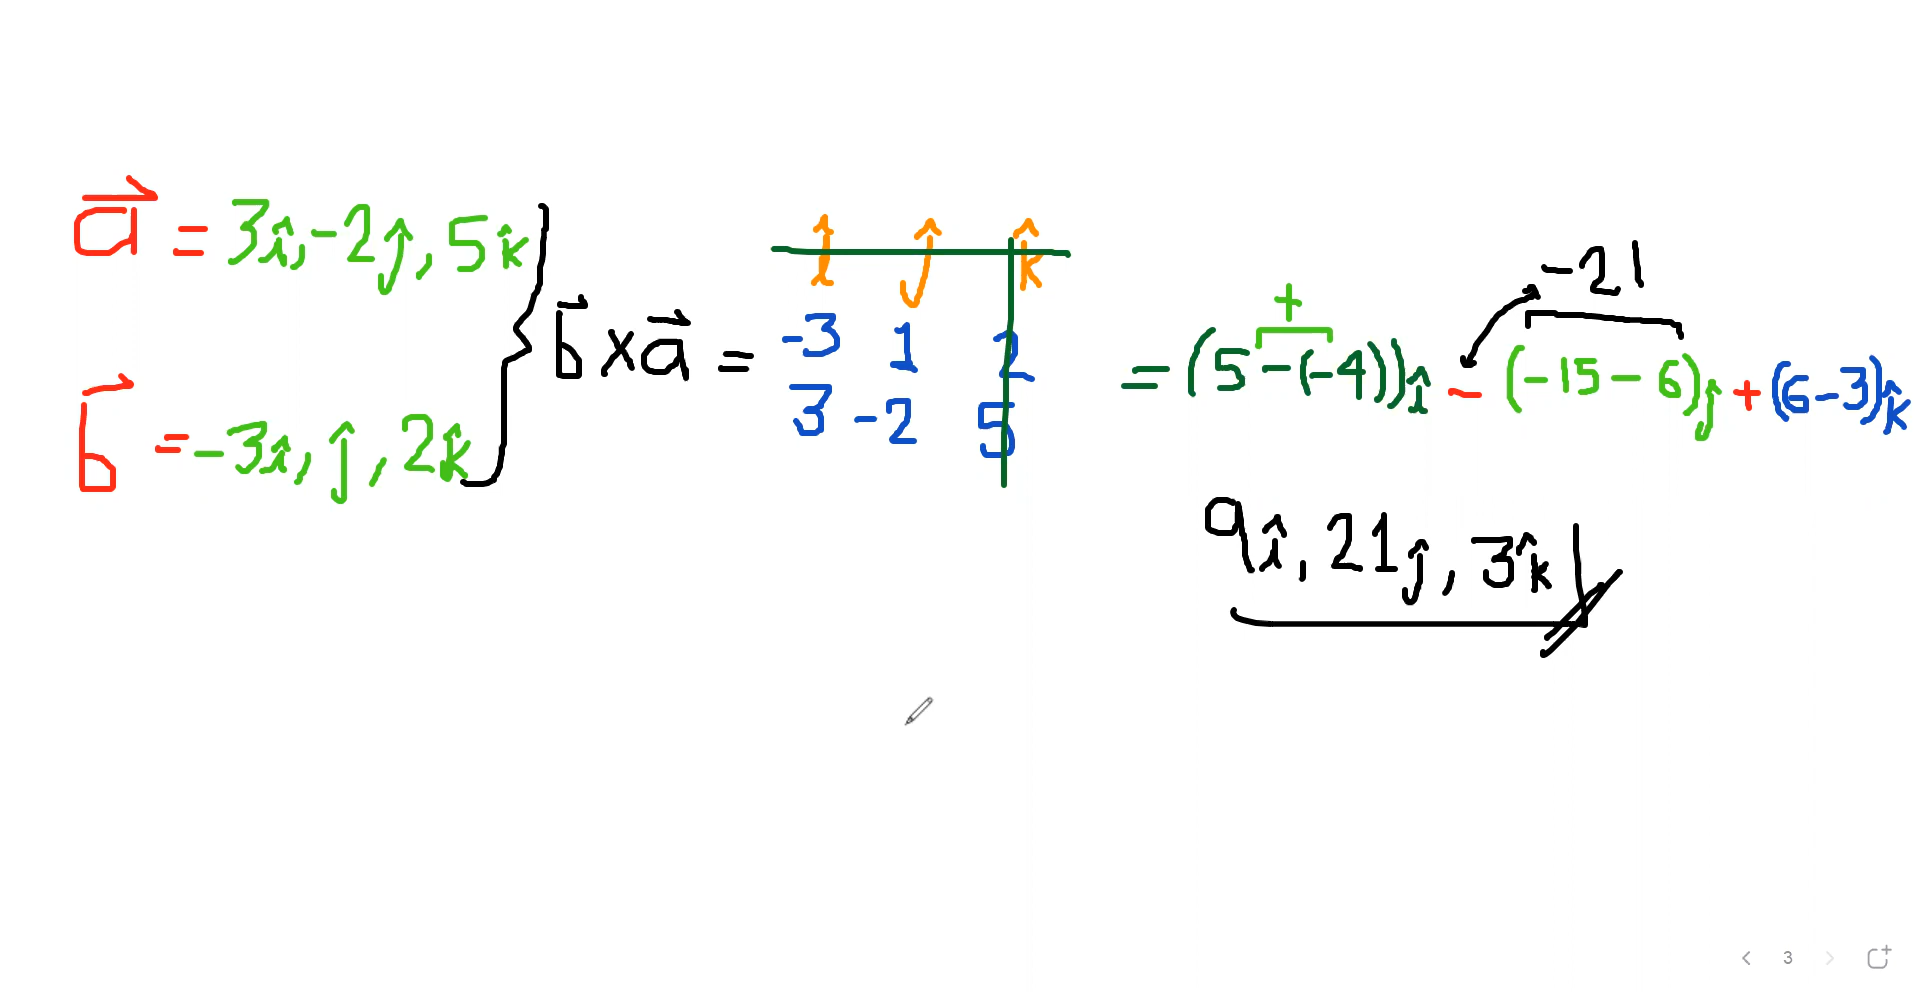 a⃗ = 3î, -2ĵ, 5k̂
b⃗ = -3î, ĵ, 2k̂
b⃗ x a⃗ =
î ĵ k̂
-3 1 2
3 -2 5
+
-21
= (5 - (-4))î - (-15 - 6)ĵ + (6 - 3)k̂
9î, 21ĵ, 3k̂
3